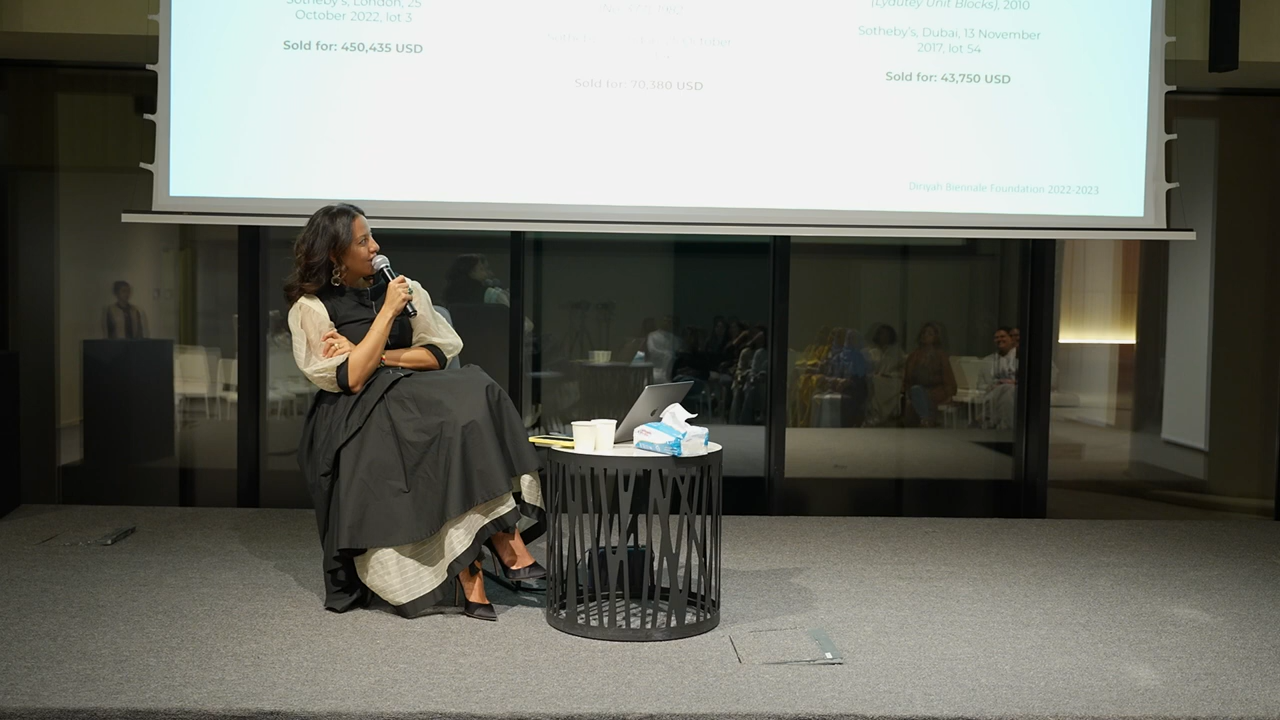 Sotheby's, London, 25
October 2022, lot 3
Sold for: 450,435 USD
Sold for: 70,380 USD
(Lyautey Unit Blocks), 2010
Sotheby's, Dubai, 13 November
2017, lot 54
Sold for: 43,750 USD
Diriyah Biennale Foundation 2022-2023